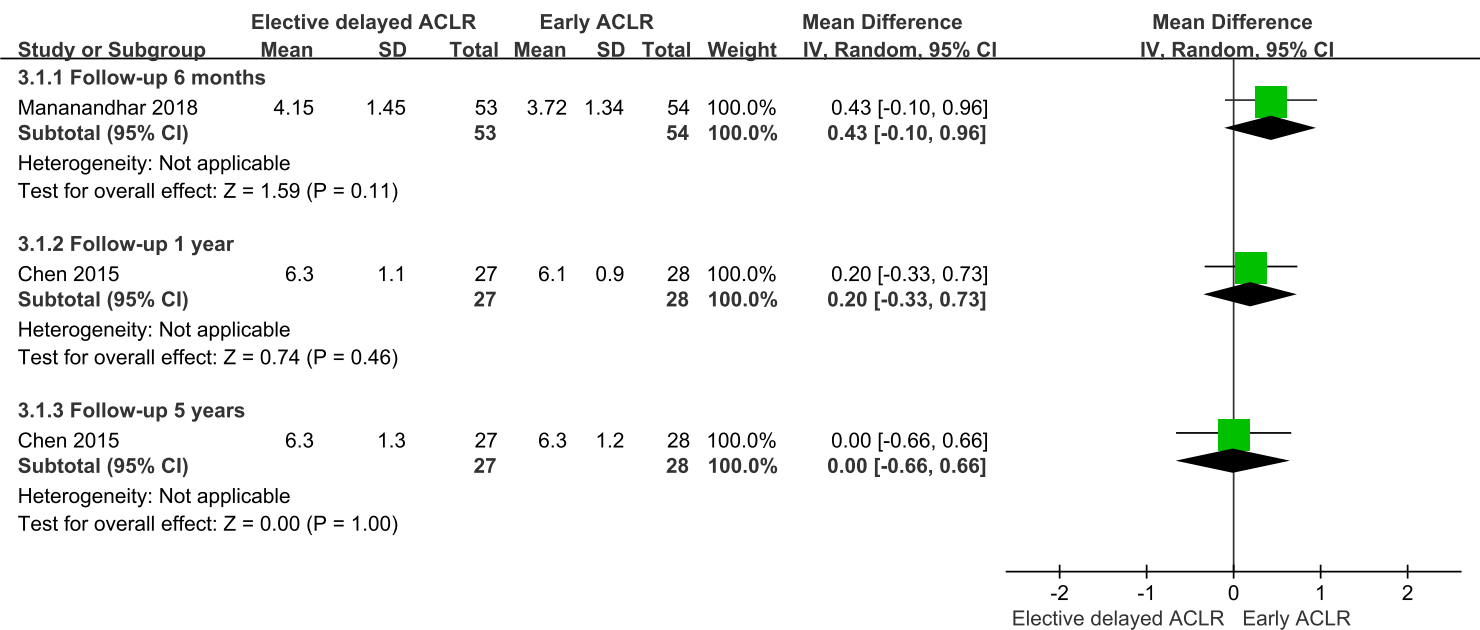 Elective delayed ACLR Early ACLR Mean Difference Mean Difference
Study or Subgroup Mean SD Total Mean SD Total Weight IV, Random, 95% CI IV, Random, 95% CI
3.1.1 Follow-up 6 months
Mananandhar 2018 4.15 1.45 53 3.72 1.34 54 100.0% 0.43 [-0.10, 0.96]
Subtotal (95% CI) 53 54 100.0% 0.43 [-0.10, 0.96]
Heterogeneity: Not applicable
Test for overall effect: Z = 1.59 (P = 0.11)
3.1.2 Follow-up 1 year
Chen 2015 6.3 1.1 27 6.1 0.9 28 100.0% 0.20 [-0.33, 0.73]
Subtotal (95% CI) 27 28 100.0% 0.20 [-0.33, 0.73]
Heterogeneity: Not applicable
Test for overall effect: Z = 0.74 (P = 0.46)
3.1.3 Follow-up 5 years
Chen 2015 6.3 1.3 27 6.3 1.2 28 100.0% 0.00 [-0.66, 0.66]
Subtotal (95% CI) 27 28 100.0% 0.00 [-0.66, 0.66]
Heterogeneity: Not applicable
Test for overall effect: Z = 0.00 (P = 1.00)
-2 -1 0 1 2
Elective delayed ACLR Early ACLR